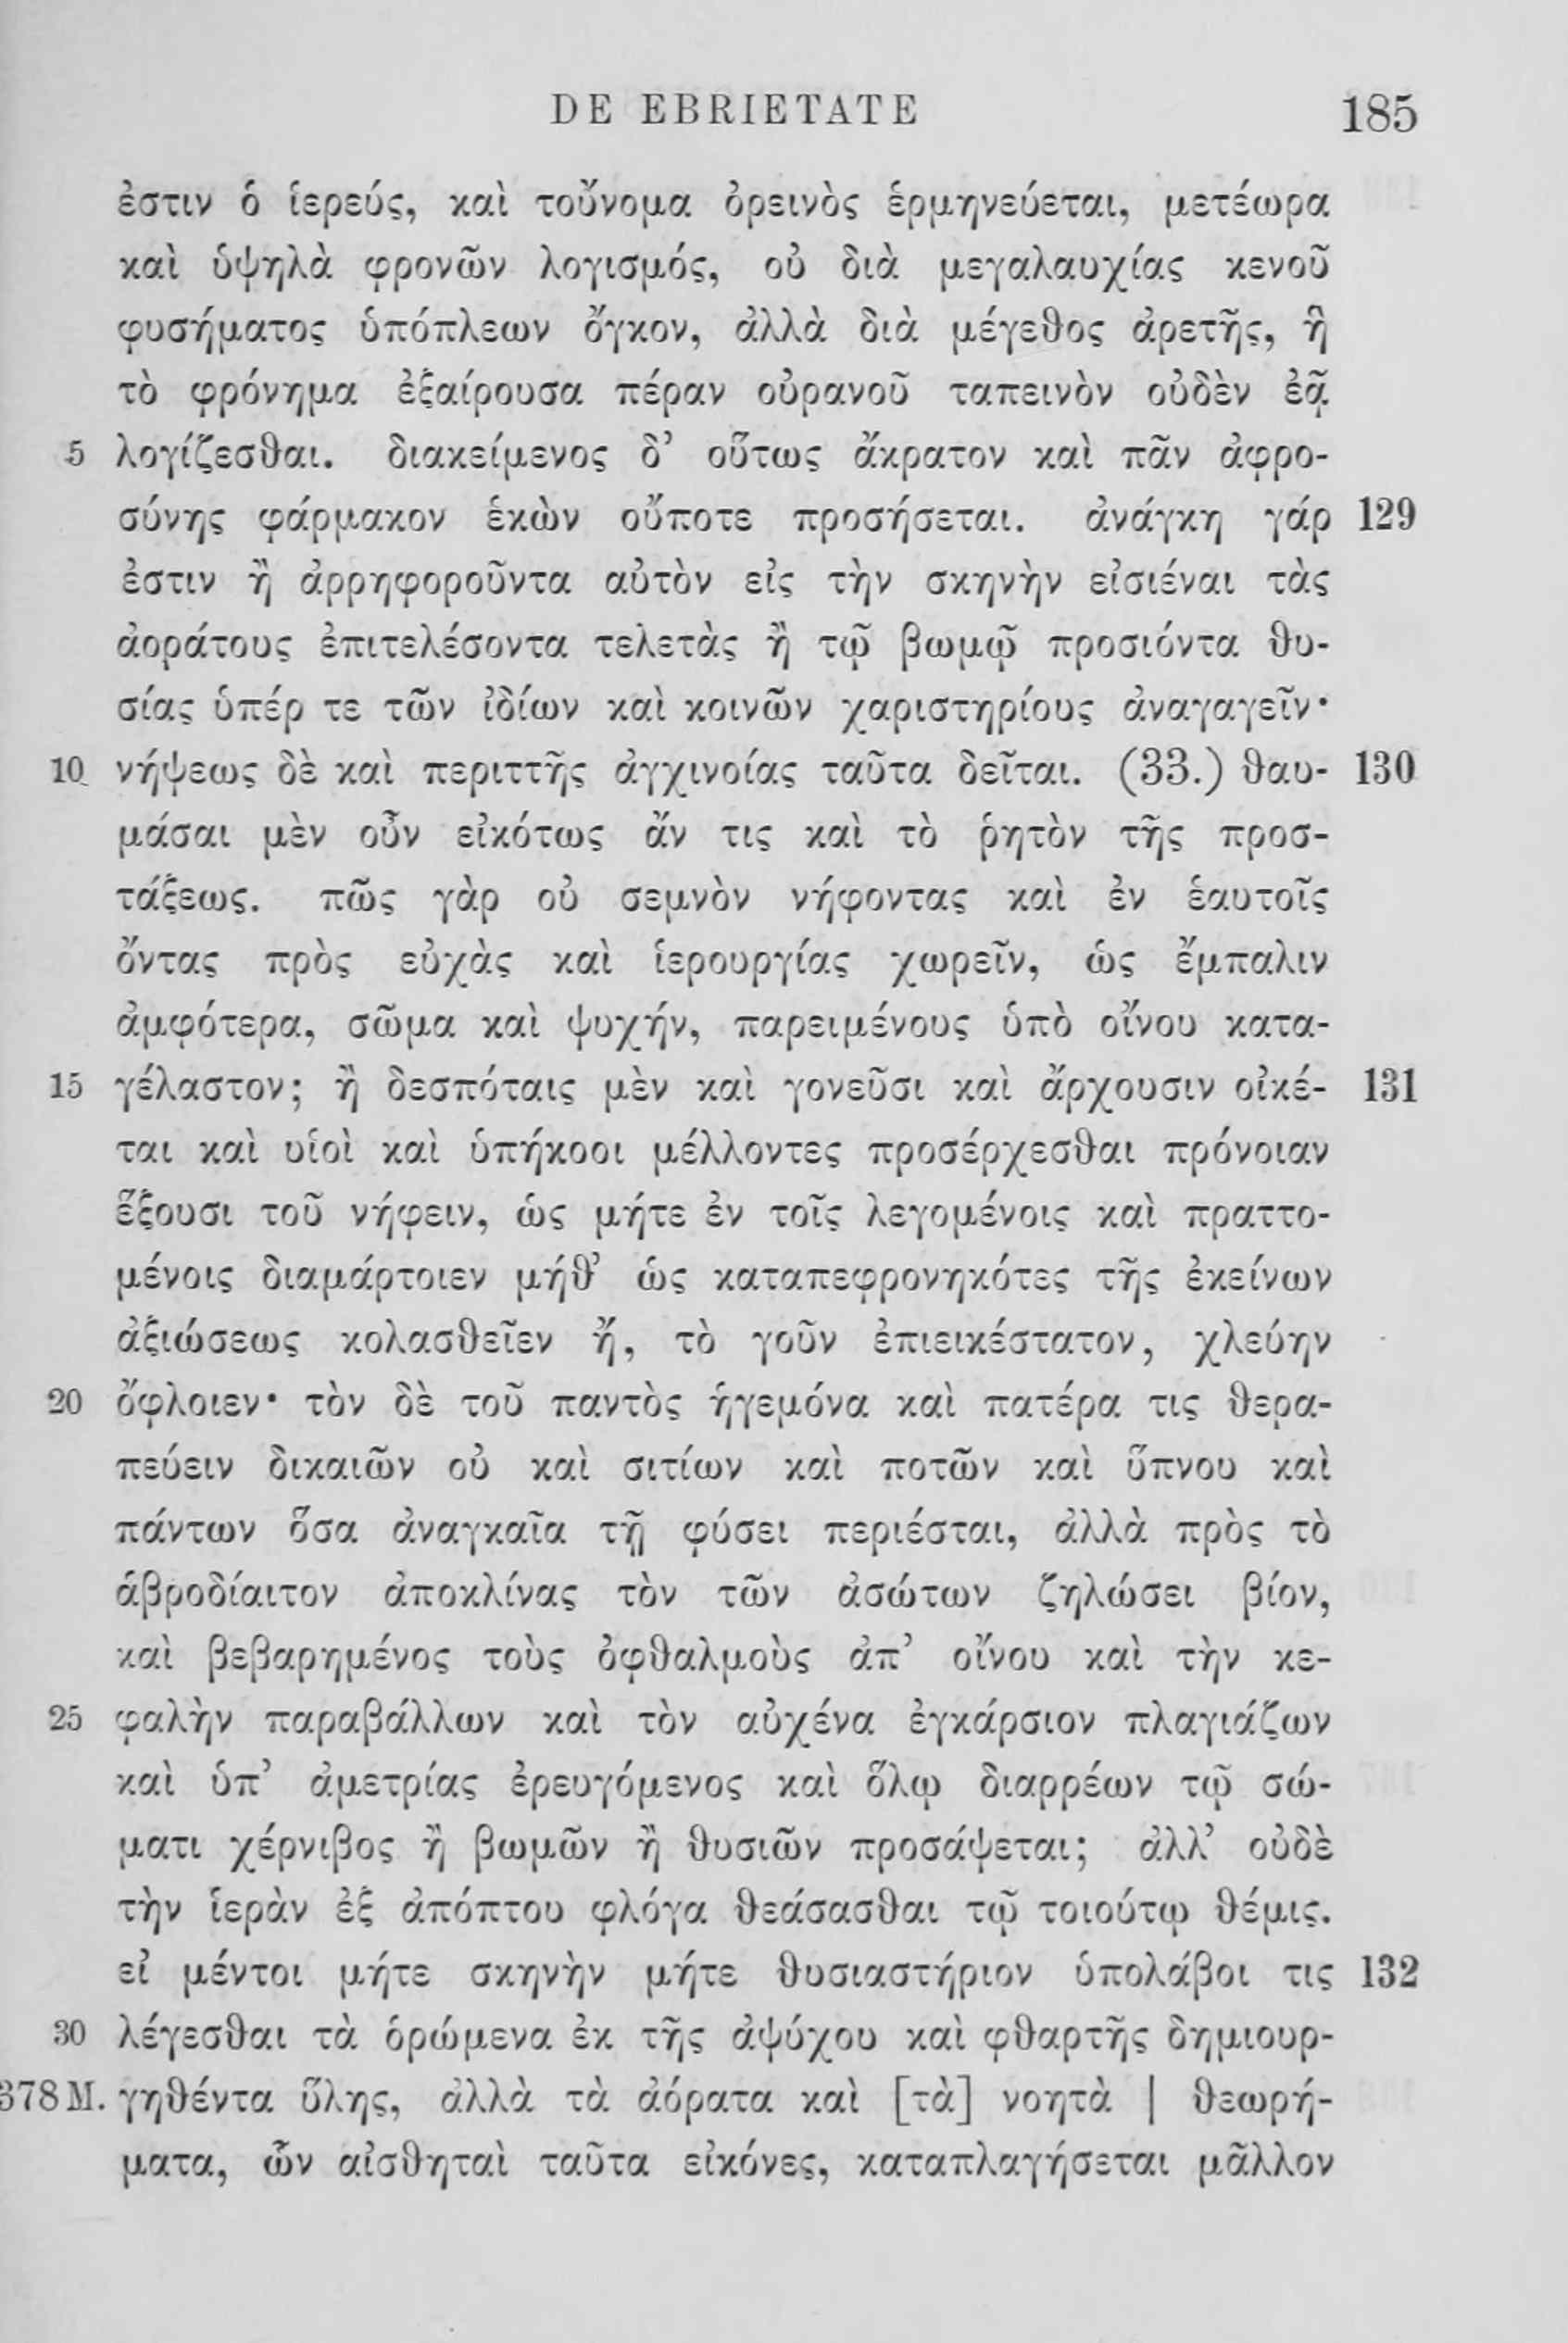 DE EBRIETATE 185
ἐστιν ὁ ἱερεύς, καὶ τοὔνομα ὀρεινὸς ἑρμηνεύεται, μετέωρα
καὶ ὑψηλὰ φρονῶν λογισμός, οὐ διὰ μεγαλαυχίας κενοῦ
φυσήματος ὑπόπλεων ὄγκον, ἀλλὰ διὰ μέγεθος ἀρετῆς, ἣ
τὸ φρόνημα ἐξαίρουσα πέραν οὐρανοῦ ταπεινὸν οὐδὲν ἐᾷ
5 λογίζεσθαι. διακείμενος δ’ οὕτως ἄκρατον καὶ πᾶν ἀφρο-
σύνης φάρμακον ἑκὼν οὔποτε προσήσεται. ἀνάγκη γάρ 129
ἐστιν ἢ ἀρρηφοροῦντα αὐτὸν εἰς τὴν σκηνὴν εἰσιέναι τὰς
ἀοράτους ἐπιτελέσοντα τελετὰς ἢ τῷ βωμῷ προσιόντα θυ-
σίας ὑπέρ τε τῶν ἰδίων καὶ κοινῶν χαριστηρίους ἀναγαγεῖν·
10 νήψεως δὲ καὶ περιττῆς ἀγχινοίας ταῦτα δεῖται. (33.) θαυ- 130
μάσαι μὲν οὖν εἰκότως ἄν τις καὶ τὸ ῥητὸν τῆς προσ-
τάξεως. πῶς γὰρ οὐ σεμνὸν νήφοντας καὶ ἐν ἑαυτοῖς
ὄντας πρὸς εὐχὰς καὶ ἱερουργίας χωρεῖν, ὡς ἔμπαλιν
ἀμφότερα, σῶμα καὶ ψυχήν, παρειμένους ὑπὸ οἴνου κατα-
15 γέλαστον; ἢ δεσπόταις μὲν καὶ γονεῦσι καὶ ἄρχουσιν οἰκέ- 131
ται καὶ υἱοὶ καὶ ὑπήκοοι μέλλοντες προσέρχεσθαι πρόνοιαν
ἕξουσι τοῦ νήφειν, ὡς μήτε ἐν τοῖς λεγομένοις καὶ πραττο-
μένοις διαμάρτοιεν μήθ’ ὡς καταπεφρονηκότες τῆς ἐκείνων
ἀξιώσεως κολασθεῖεν ἤ, τὸ γοῦν ἐπιεικέστατον, χλεύην
20 ὄφλοιεν· τὸν δὲ τοῦ παντὸς ἡγεμόνα καὶ πατέρα τις θερα-
πεύειν δικαιῶν οὐ καὶ σιτίων καὶ ποτῶν καὶ ὕπνου καὶ
πάντων ὅσα ἀναγκαῖα τῇ φύσει περιέσται, ἀλλὰ πρὸς τὸ
ἁβροδίαιτον ἀποκλίνας τὸν τῶν ἀσώτων ζηλώσει βίον,
καὶ βεβαρημένος τοὺς ὀφθαλμοὺς ἀπ’ οἴνου καὶ τὴν κε-
25 φαλὴν παραβάλλων καὶ τὸν αὐχένα ἐγκάρσιον πλαγιάζων
καὶ ὑπ’ ἀμετρίας ἐρευγόμενος καὶ ὅλῳ διαρρέων τῷ σώ-
ματι χέρνιβος ἢ βωμῶν ἢ θυσιῶν προσάψεται; ἀλλ’ οὐδὲ
τὴν ἱερὰν ἐξ ἀπόπτου φλόγα θεάσασθαι τῷ τοιούτῳ θέμις.
εἰ μέντοι μήτε σκηνὴν μήτε θυσιαστήριον ὑπολάβοι τις 132
30 λέγεσθαι τὰ ὁρώμενα ἐκ τῆς ἀψύχου καὶ φθαρτῆς δημιουρ-
378 M. γηθέντα ὕλης, ἀλλὰ τὰ ἀόρατα καὶ [τὰ] νοητὰ | θεωρή-
ματα, ὧν αἰσθηταὶ ταῦτα εἰκόνες, καταπλαγήσεται μᾶλλον